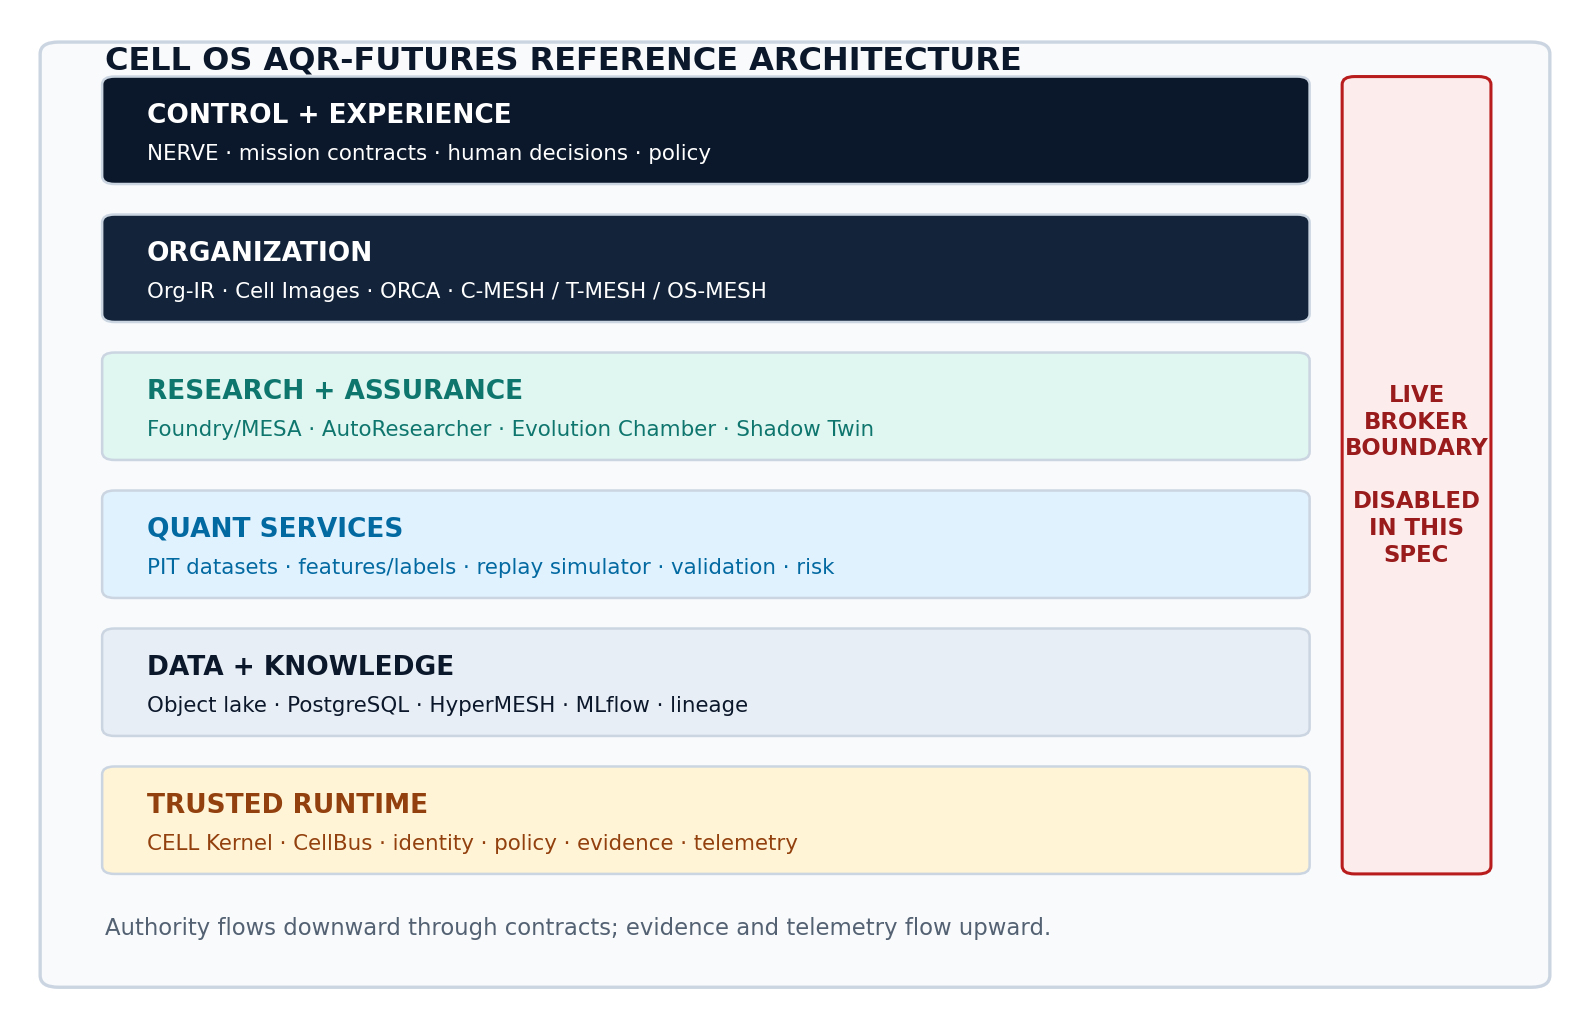 CELL OS AQR-FUTURES REFERENCE ARCHITECTURE
CONTROL + EXPERIENCE
NERVE · mission contracts · human decisions · policy
ORGANIZATION
Org-IR · Cell Images · ORCA · C-MESH / T-MESH / OS-MESH
RESEARCH + ASSURANCE
Foundry/MESA · AutoResearcher · Evolution Chamber · Shadow Twin
QUANT SERVICES
PIT datasets · features/labels · replay simulator · validation · risk
DATA + KNOWLEDGE
Object lake · PostgreSQL · HyperMESH · MLflow · lineage
TRUSTED RUNTIME
CELL Kernel · CellBus · identity · policy · evidence · telemetry
LIVE
BROKER
BOUNDARY
DISABLED
IN THIS
SPEC
Authority flows downward through contracts; evidence and telemetry flow upward.